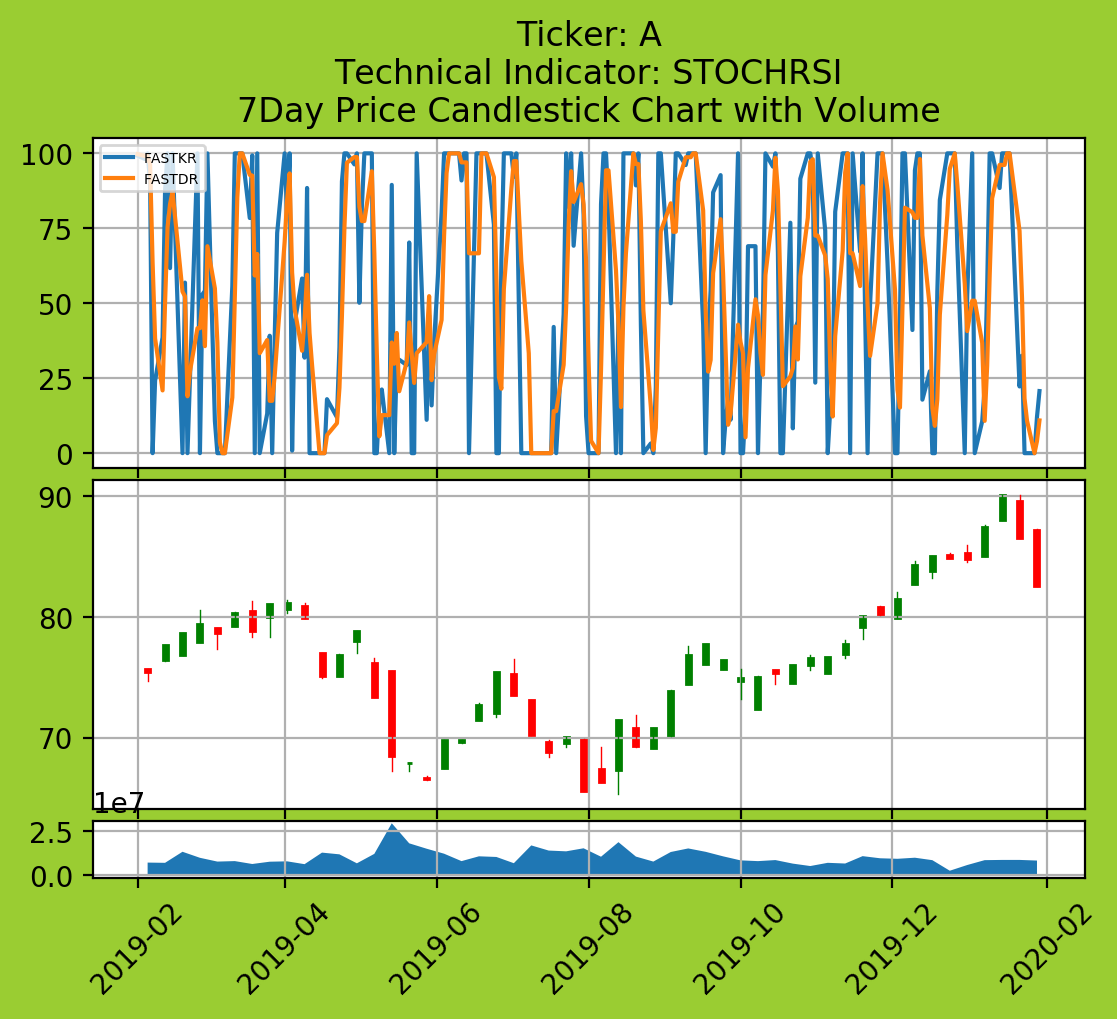 Ticker: A
Technical Indicator: STOCHRSI
7Day Price Candlestick Chart with Volume
100
75
50
25
0
FASTKR
FASTDR
90
80
70
1e7
2.5
0.0
2019-02
2019-04
2019-06
2019-08
2019-10
2019-12
2020-02